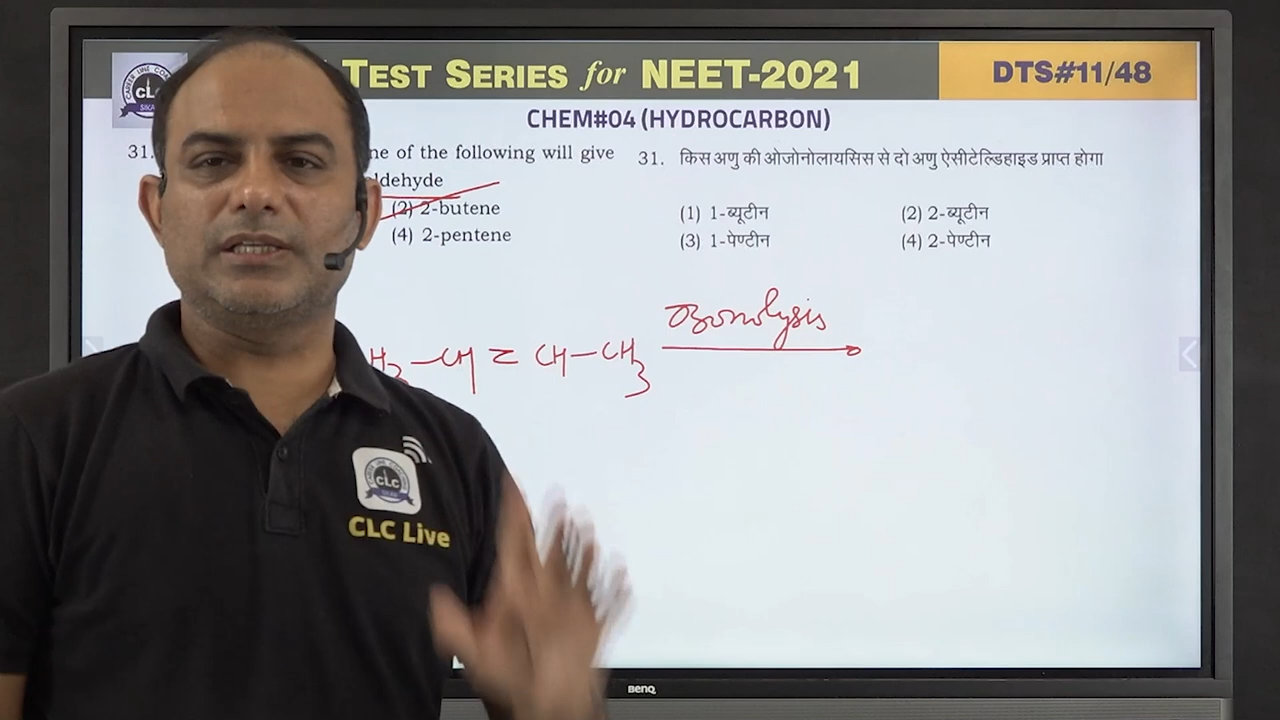 TEST SERIES for NEET-2021
DTS#11/48
CHEM#04 (HYDROCARBON)
31. of the following will give
(2) 2-butene
(4) 2-pentene
31. किस अणु की ओजोनोलायसिस से दो अणु ऐसीटेल्डिहाइड प्राप्त होगा
(1) 1-ब्यूटीन (2) 2-ब्यूटीन
(3) 1-पेण्टीन (4) 2-पेण्टीन
Ozonolysis
—CH = CH—CH3
CLC
CLC Live
BenQ